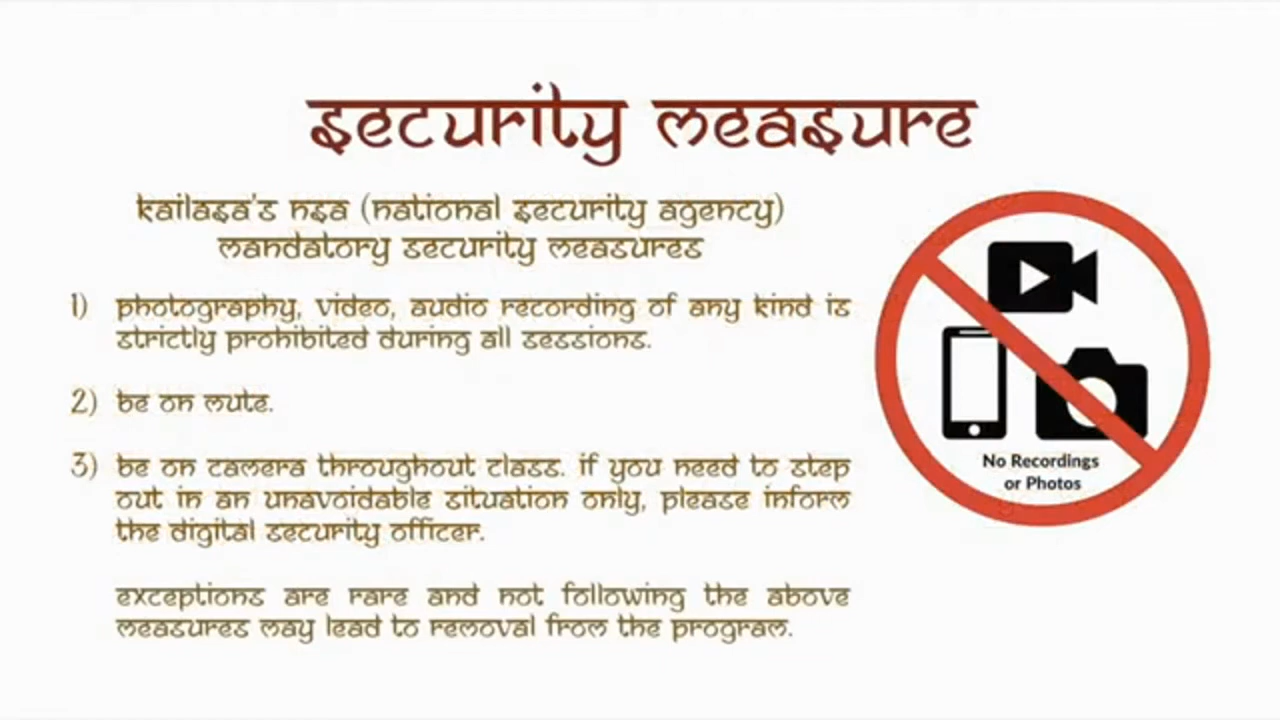 security measure
kailasa's nsa (national security agency)
mandatory security measures
1) photography, video, audio recording of any kind is
strictly prohibited during all sessions.
2) be on mute.
3) be on camera throughout class. if you need to step
out in an unavoidable situation only, please inform
the digital security officer.
exceptions are rare and not following the above
measures may lead to removal from the program.
No Recordings
or Photos